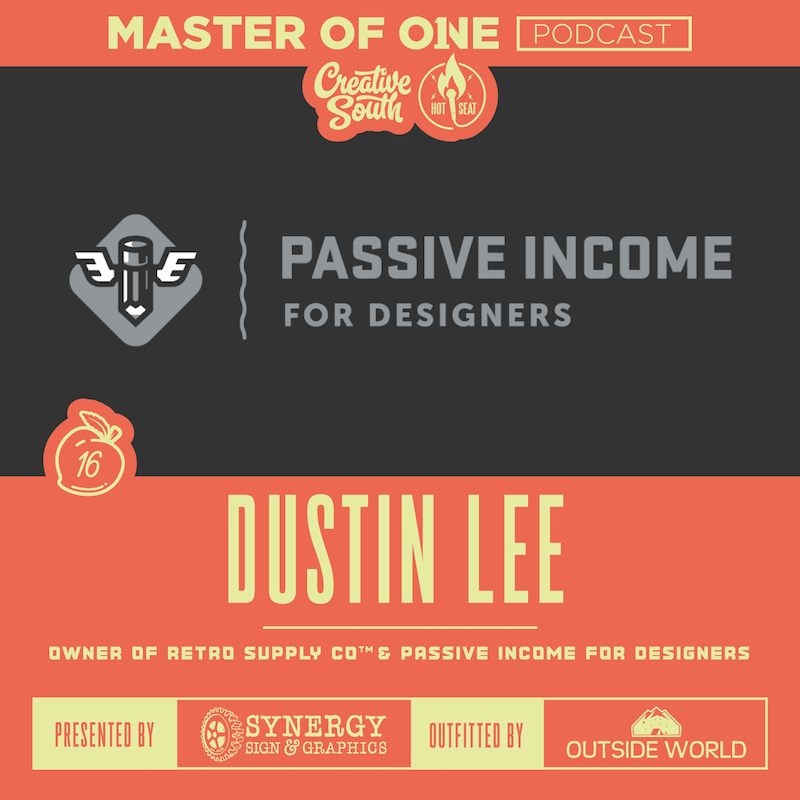 MASTER OF ONE PODCAST
Creative
South
HOT SEAT
PASSIVE INCOME
FOR DESIGNERS
16
DUSTIN LEE
OWNER OF RETRO SUPPLY CO™ & PASSIVE INCOME FOR DESIGNERS
PRESENTED BY
SYNERGY
SIGN & GRAPHICS
OUTFITTED BY
OUTSIDE WORLD